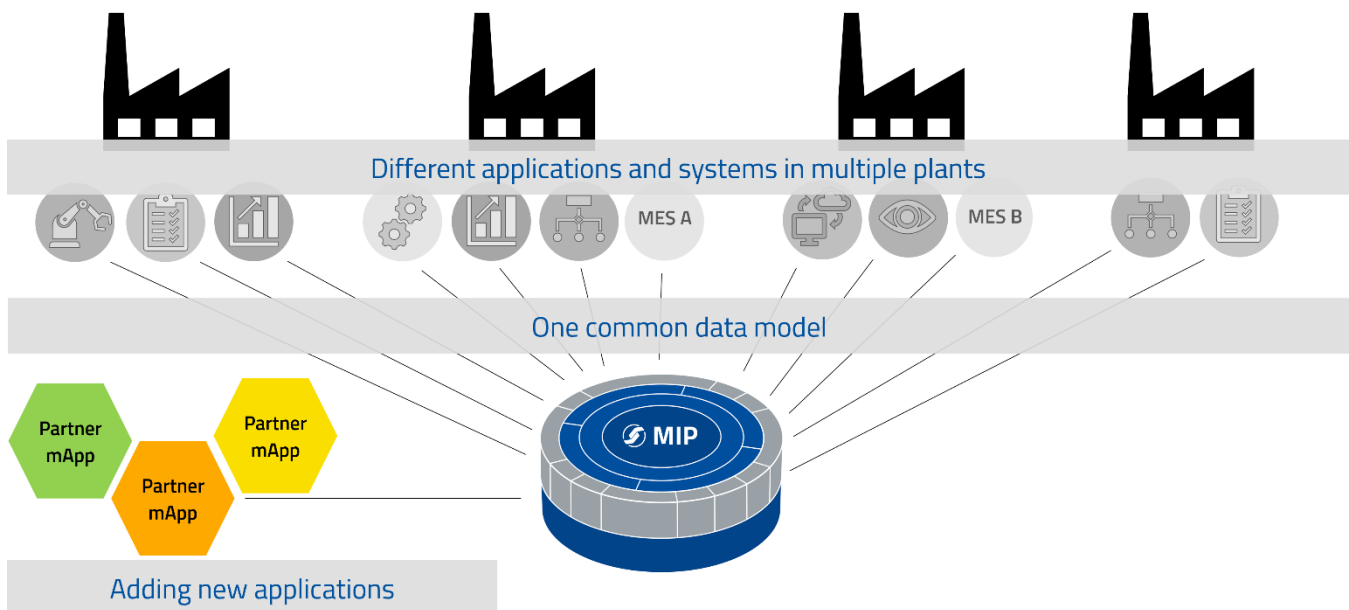 Different applications and systems in multiple plants
MES A
MES B
One common data model
Partner
mApp
Partner
mApp
Partner
mApp
MIP
Adding new applications